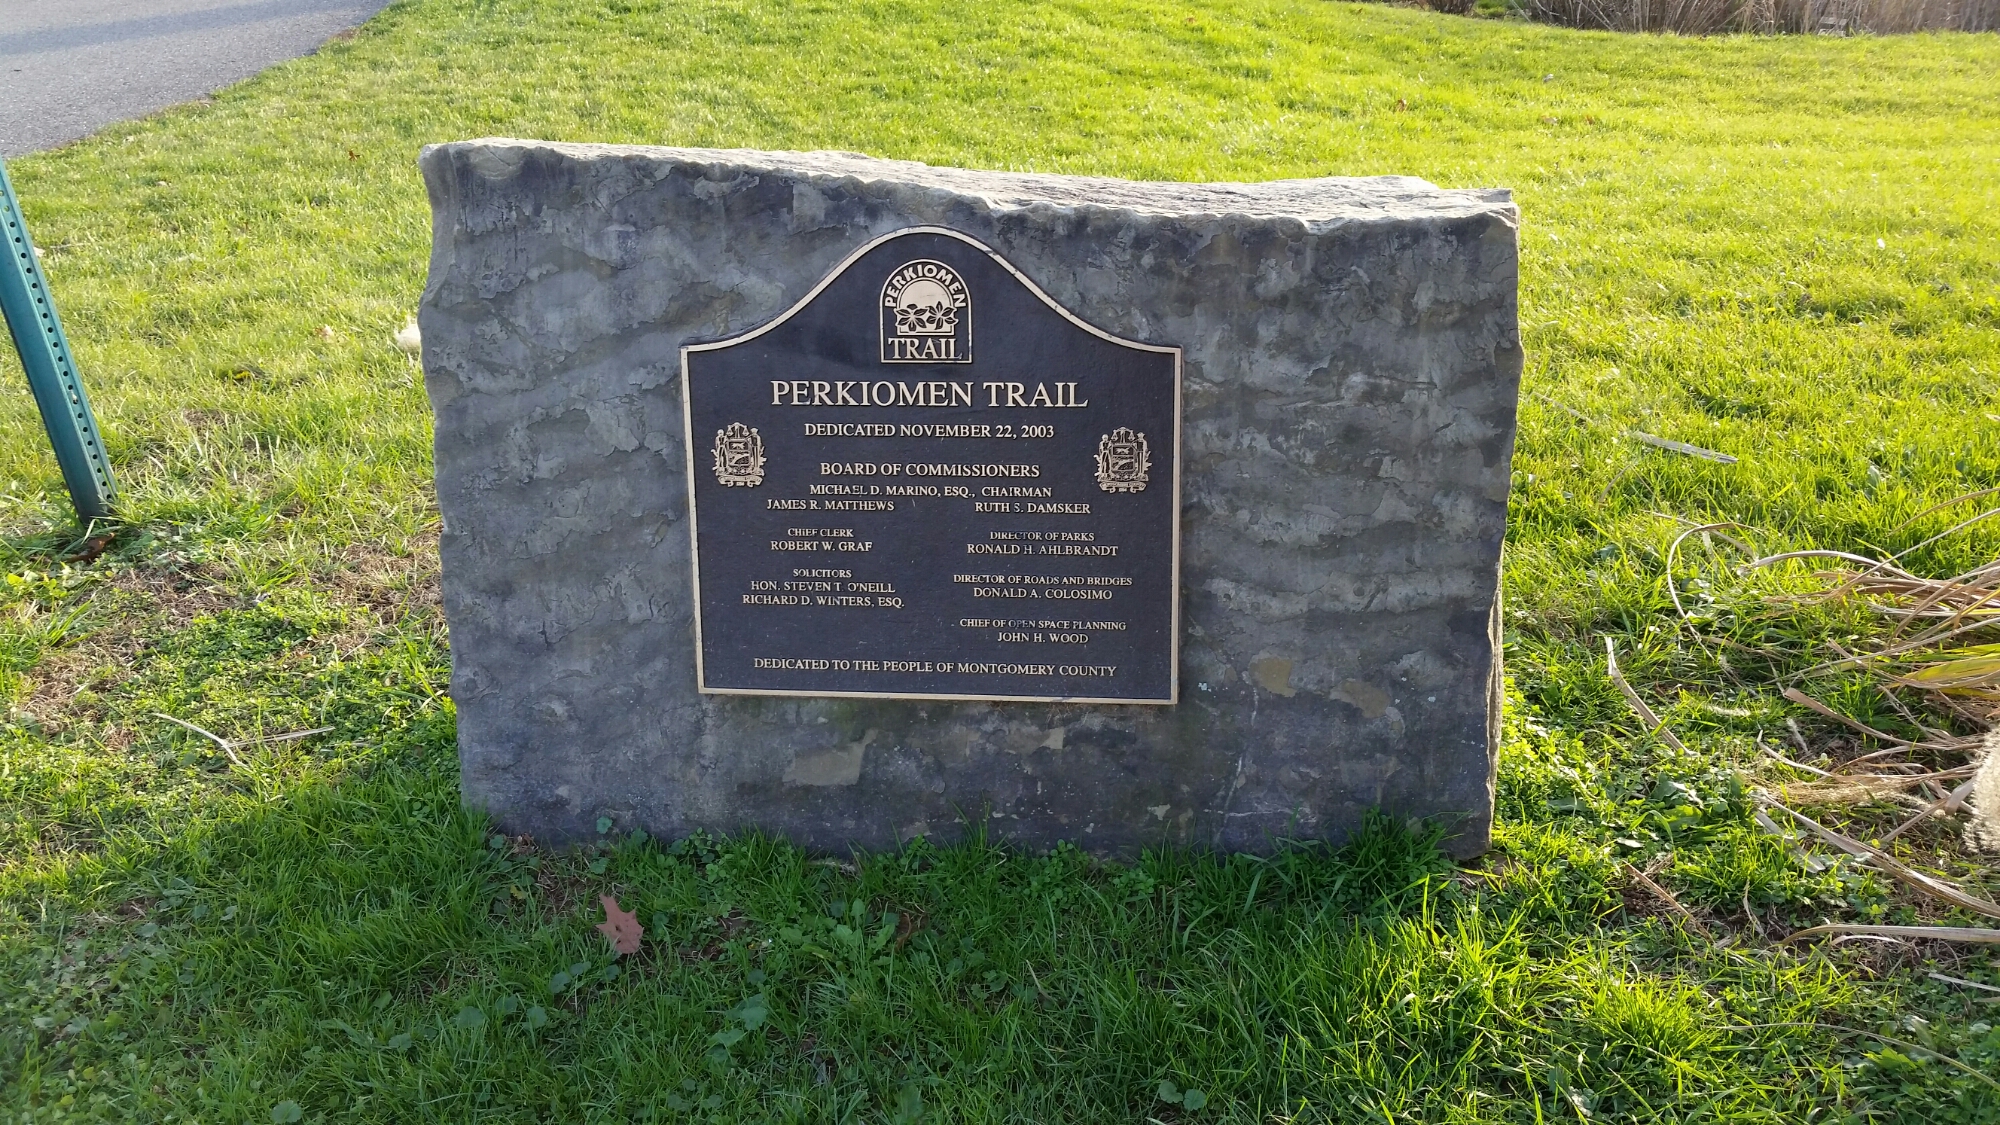 PERKIOMEN
TRAIL
PERKIOMEN TRAIL
DEDICATED NOVEMBER 22, 2003
BOARD OF COMMISSIONERS
MICHAEL D. MARINO, ESQ., CHAIRMAN
JAMES R. MATTHEWS RUTH S. DAMSKER
CHIEF CLERK
ROBERT W. GRAF
SOLICITORS
HON. STEVEN T. O'NEILL
RICHARD D. WINTERS, ESQ.
DIRECTOR OF PARKS
RONALD H. AHLBRANDT
DIRECTOR OF ROADS AND BRIDGES
DONALD A. COLOSIMO
CHIEF OF OPEN SPACE PLANNING
JOHN H. WOOD
DEDICATED TO THE PEOPLE OF MONTGOMERY COUNTY